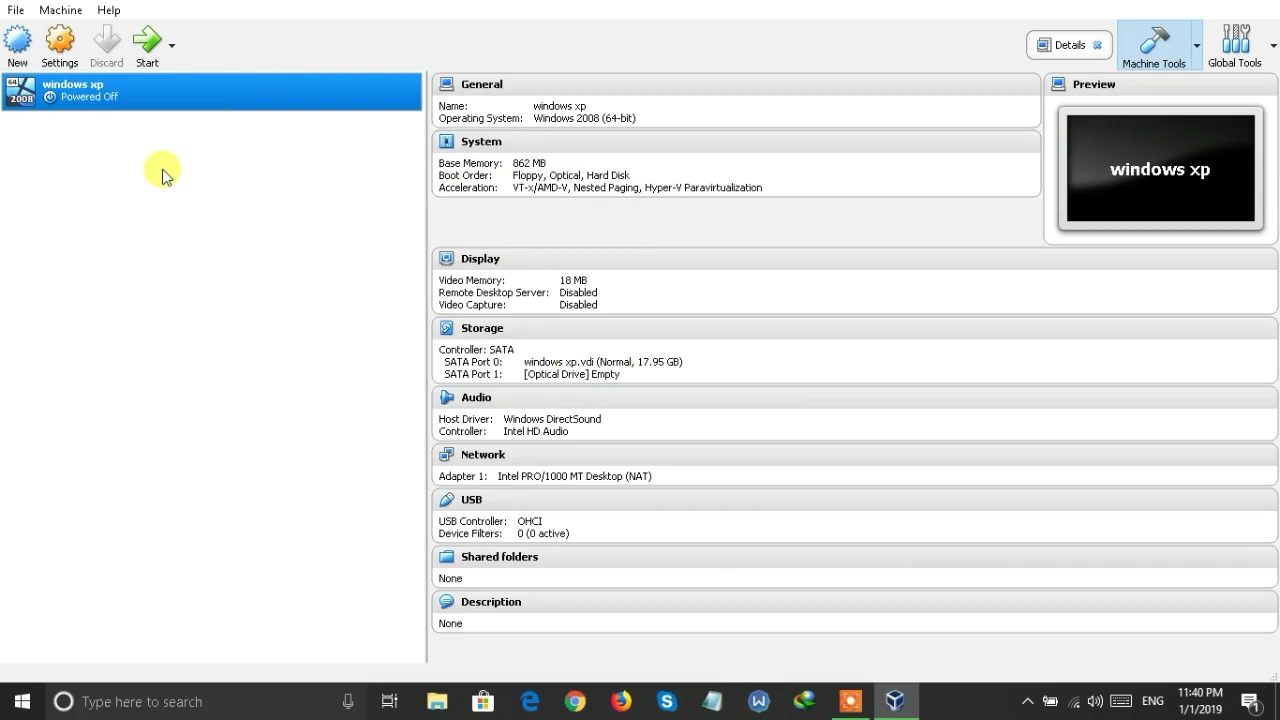 File Machine Help
New Settings Discard Start
Details Machine Tools Global Tools
64 2008 windows xp
Powered Off
General
Name: windows xp
Operating System: Windows 2008 (64-bit)
System
Base Memory: 862 MB
Boot Order: Floppy, Optical, Hard Disk
Acceleration: VT-x/AMD-V, Nested Paging, Hyper-V Paravirtualization
Preview
windows xp
Display
Video Memory: 18 MB
Remote Desktop Server: Disabled
Video Capture: Disabled
Storage
Controller: SATA
SATA Port 0: windows xp.vdi (Normal, 17.95 GB)
SATA Port 1: [Optical Drive] Empty
Audio
Host Driver: Windows DirectSound
Controller: Intel HD Audio
Network
Adapter 1: Intel PRO/1000 MT Desktop (NAT)
USB
USB Controller: OHCI
Device Filters: 0 (0 active)
Shared folders
None
Description
None
Type here to search
ENG
11:40 PM
1/1/2019
1